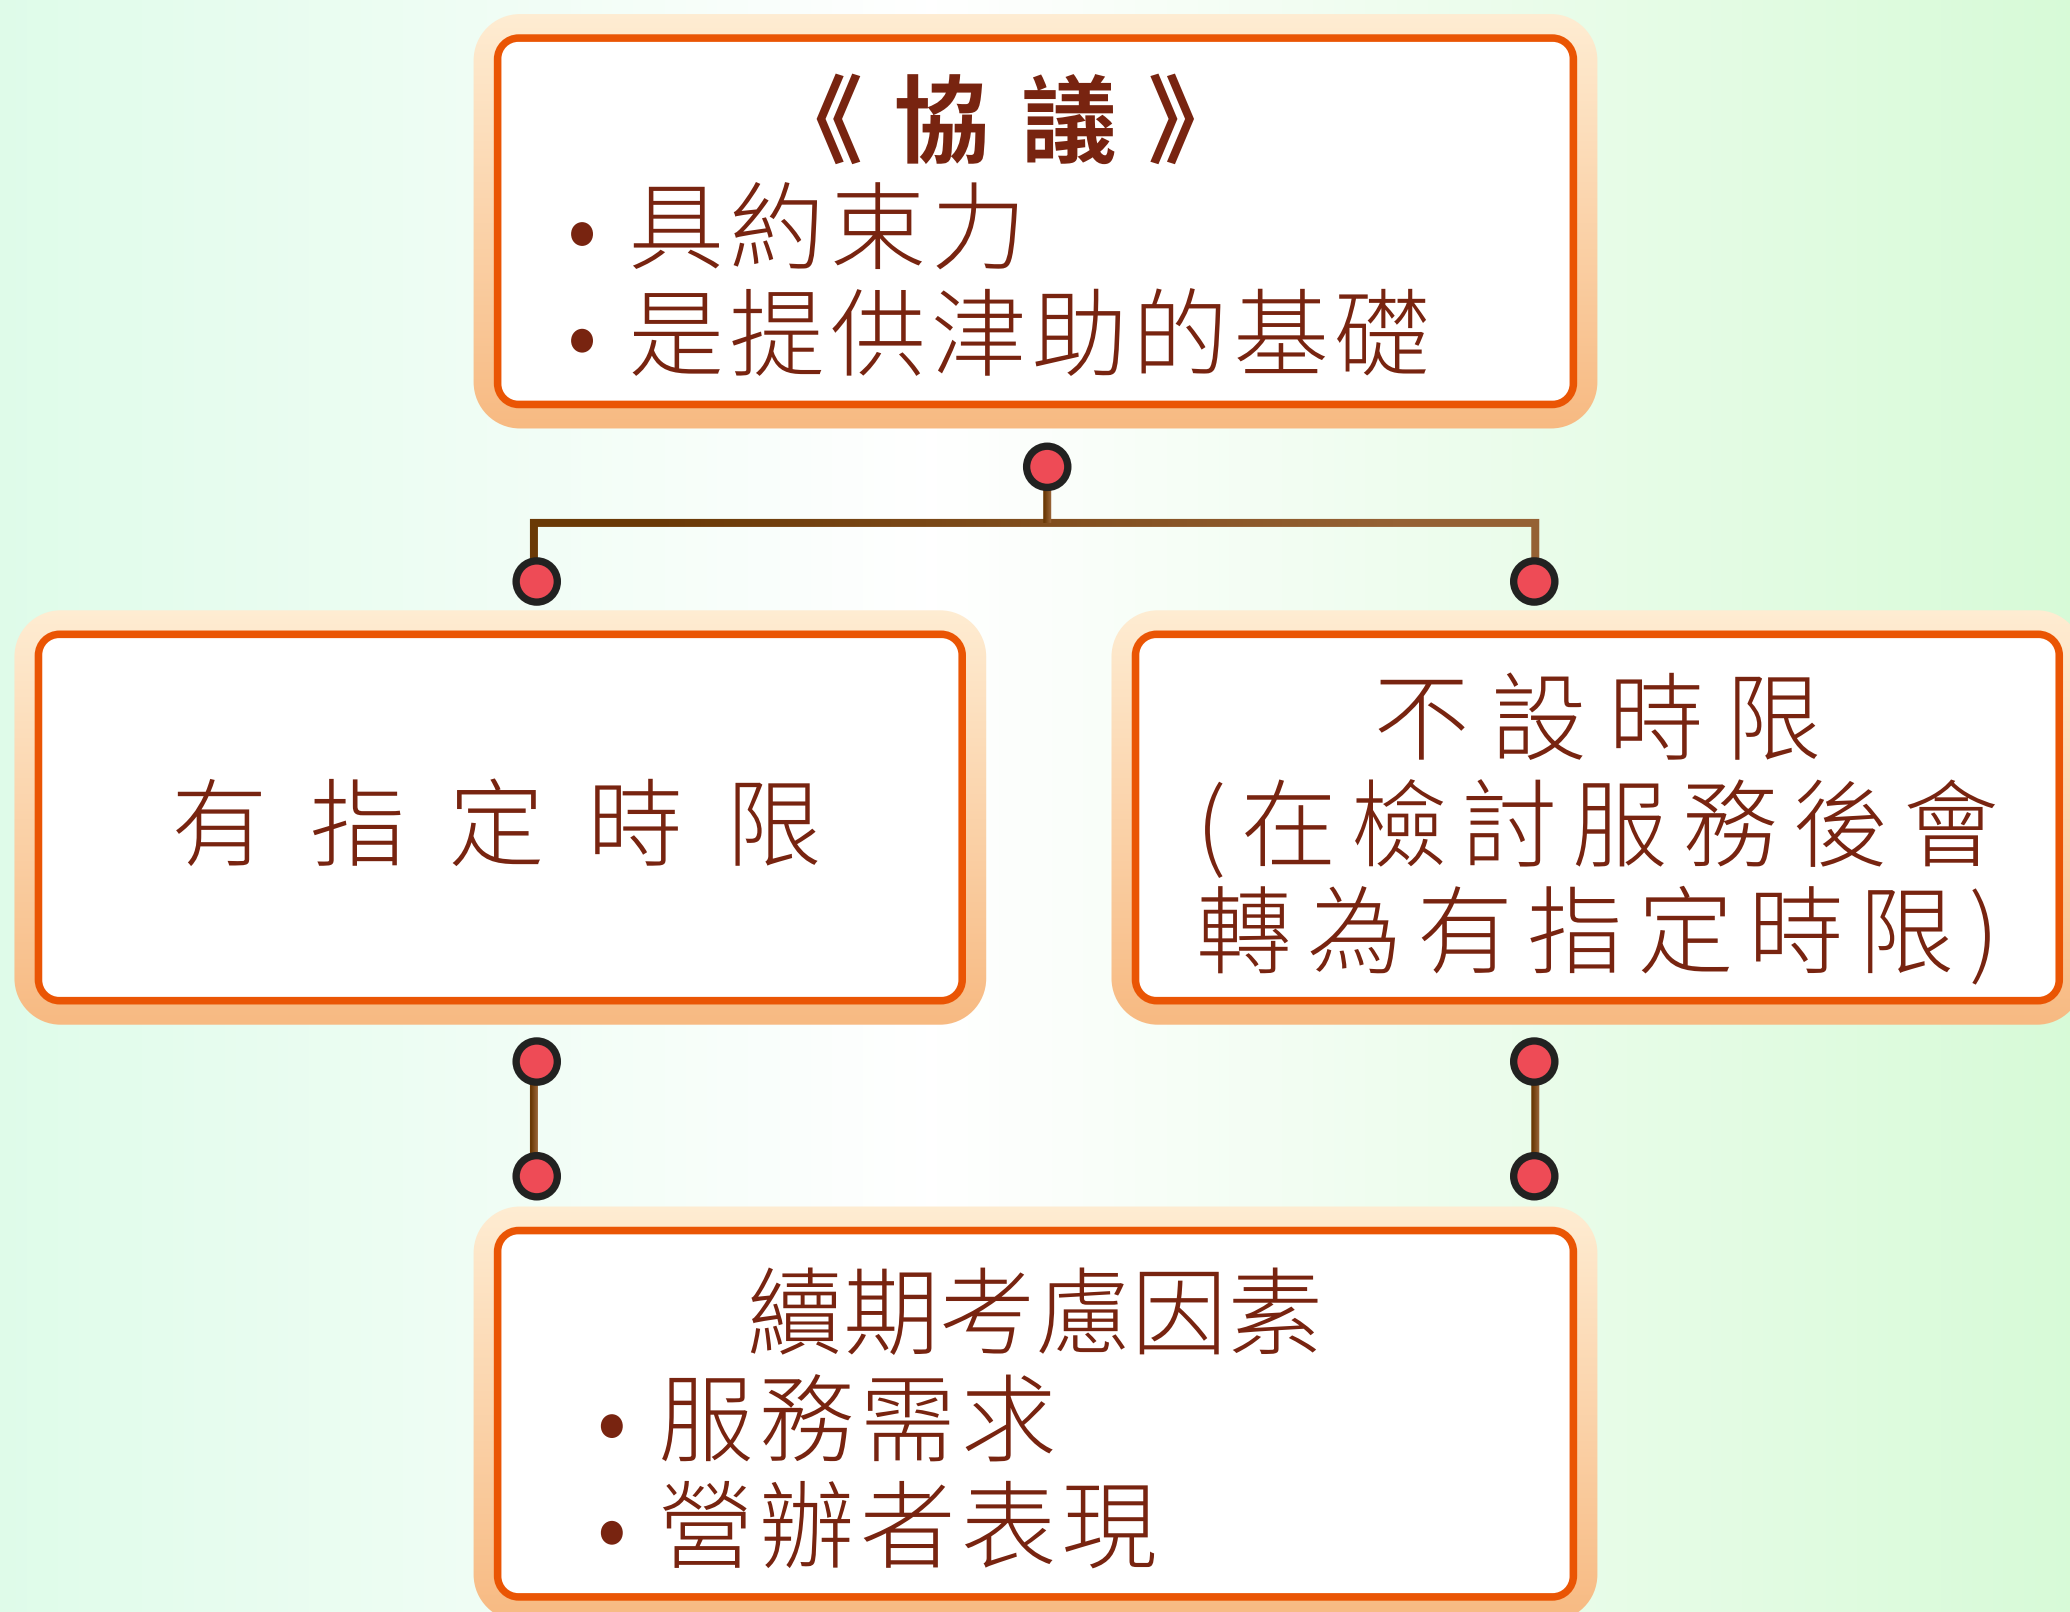 《協議》
• 具約束力
• 是提供津助的基礎
有指定時限
不設時限
(在檢討服務後會
轉為有指定時限)
續期考慮因素
• 服務需求
• 營辦者表現